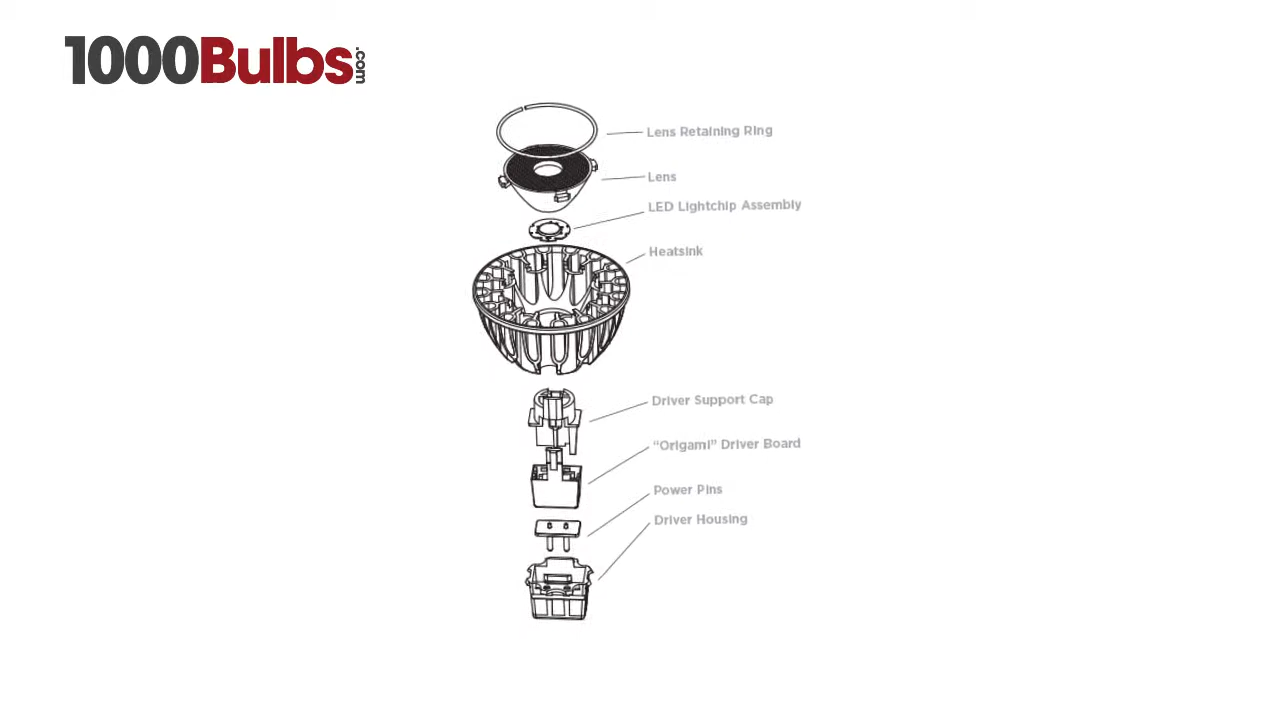 1000Bulbs.com
Lens Retaining Ring
Lens
LED Lightchip Assembly
Heatsink
Driver Support Cap
“Origami” Driver Board
Power Pins
Driver Housing